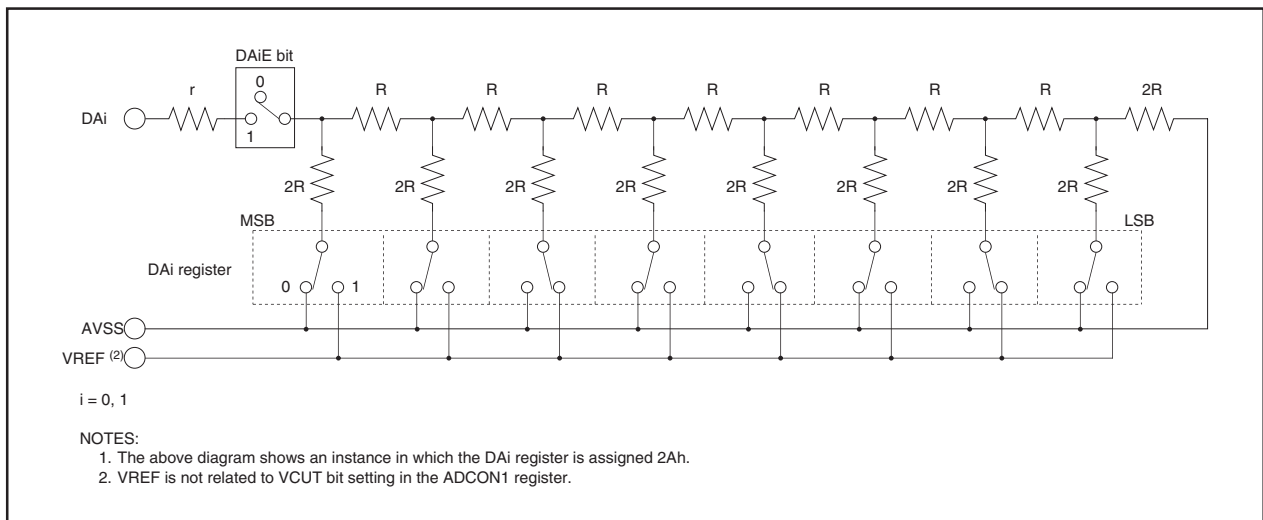 DAiE bit
r
0
1
R
R
R
R
R
R
R
2R
DAi
2R
2R
2R
2R
2R
2R
2R
2R
MSB
LSB
DAi register
0
1
AVSS
VREF (2)
i = 0, 1
NOTES:
1. The above diagram shows an instance in which the DAi register is assigned 2Ah.
2. VREF is not related to VCUT bit setting in the ADCON1 register.